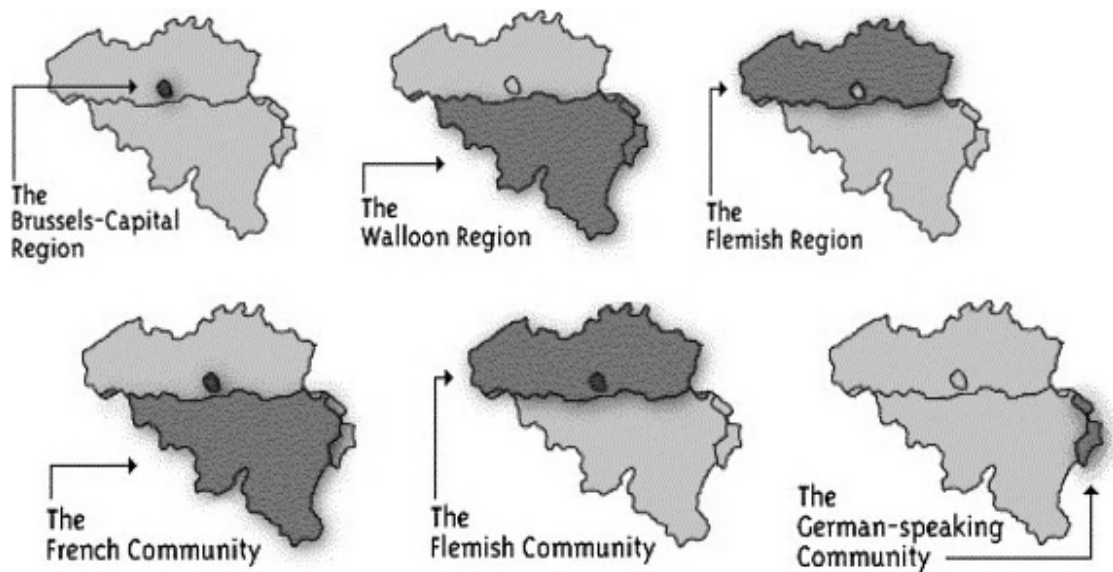 The
Brussels-Capital
Region
The
Walloon Region
The
Flemish Region
The
French Community
The
Flemish Community
The
German-speaking
Community